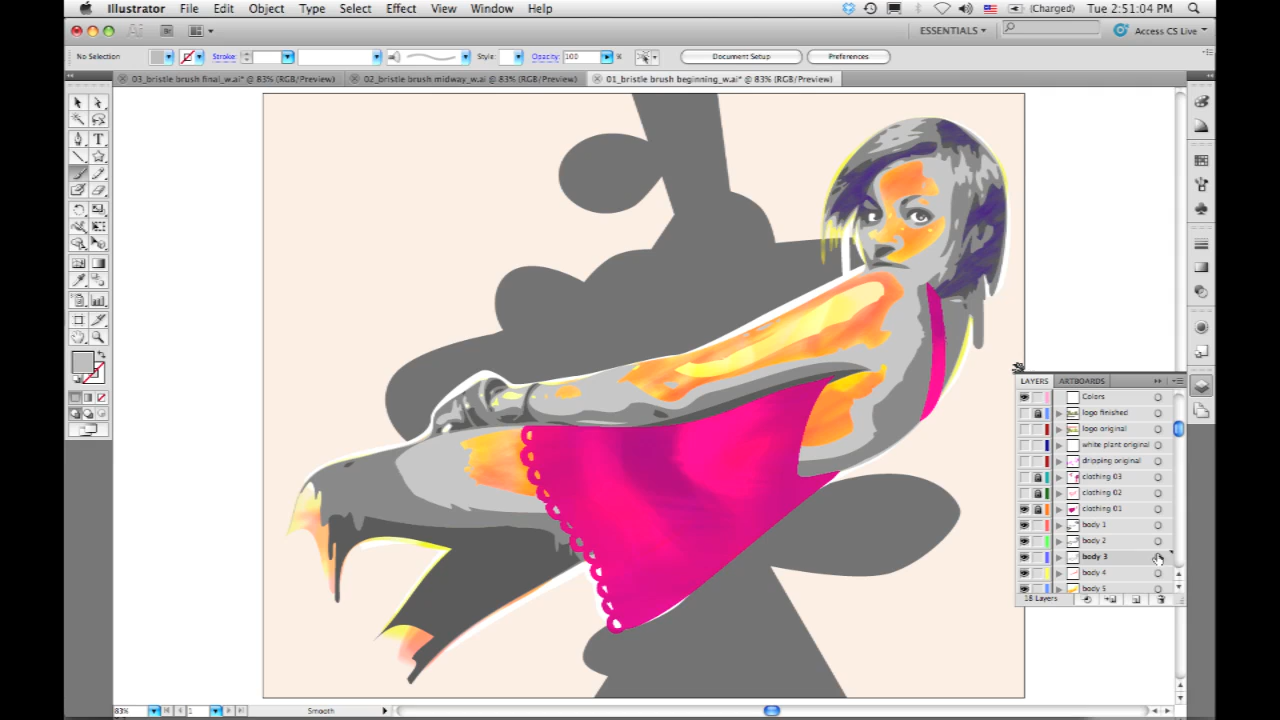 Illustrator File Edit Object Type Select Effect View Window Help (Charged) Tue 2:51:04 PM
Ai Br ESSENTIALS Access CS Live
No Selection Stroke: Style: Opacity: 100 % Document Setup Preferences
03_bristle brush final_w.ai* @ 83% (RGB/Preview) 02_bristle brush midway_w.ai @ 83% (RGB/Preview) 01_bristle brush beginning_w.ai* @ 83% (RGB/Preview)
LAYERS ARTBOARDS
Colors
logo finished
logo original
white plant original
dripping original
clothing 03
clothing 02
clothing 01
body 1
body 2
body 3
body 4
body 5
18 Layers
83% 1 Smooth